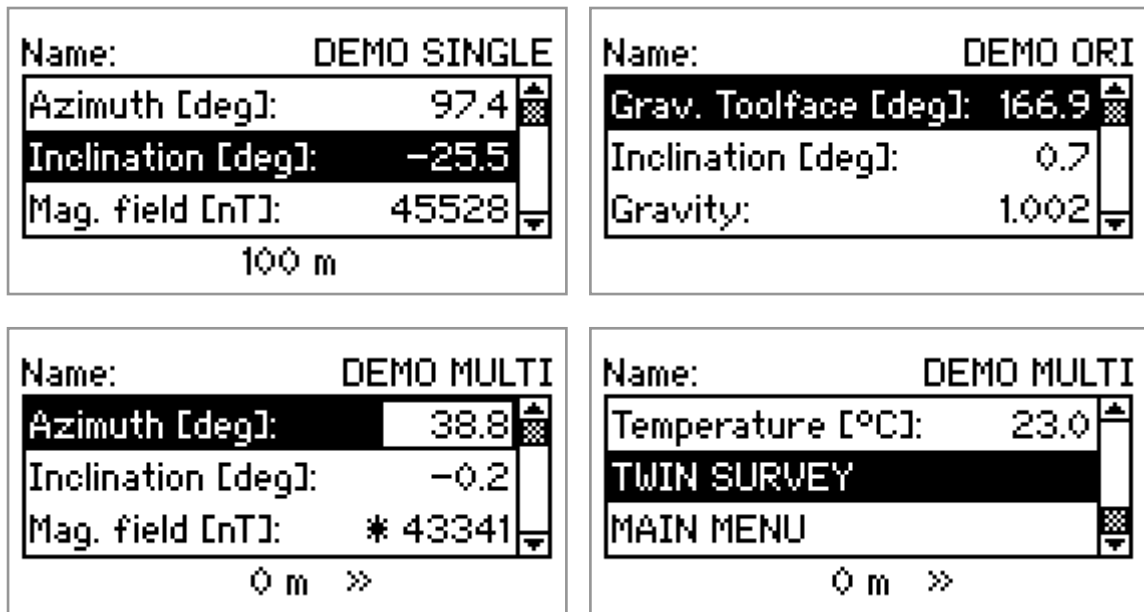 Name: DEMO SINGLE
Azimuth [deg]: 97.4
Inclination [deg]: -25.5
Mag. field [nT]: 45528
100 m
Name: DEMO ORI
Grav. Toolface [deg]: 166.9
Inclination [deg]: 0.7
Gravity: 1.002
Name: DEMO MULTI
Azimuth [deg]: 38.8
Inclination [deg]: -0.2
Mag. field [nT]: * 43341
0 m »
Name: DEMO MULTI
Temperature [ºC]: 23.0
TWIN SURVEY
MAIN MENU
0 m »